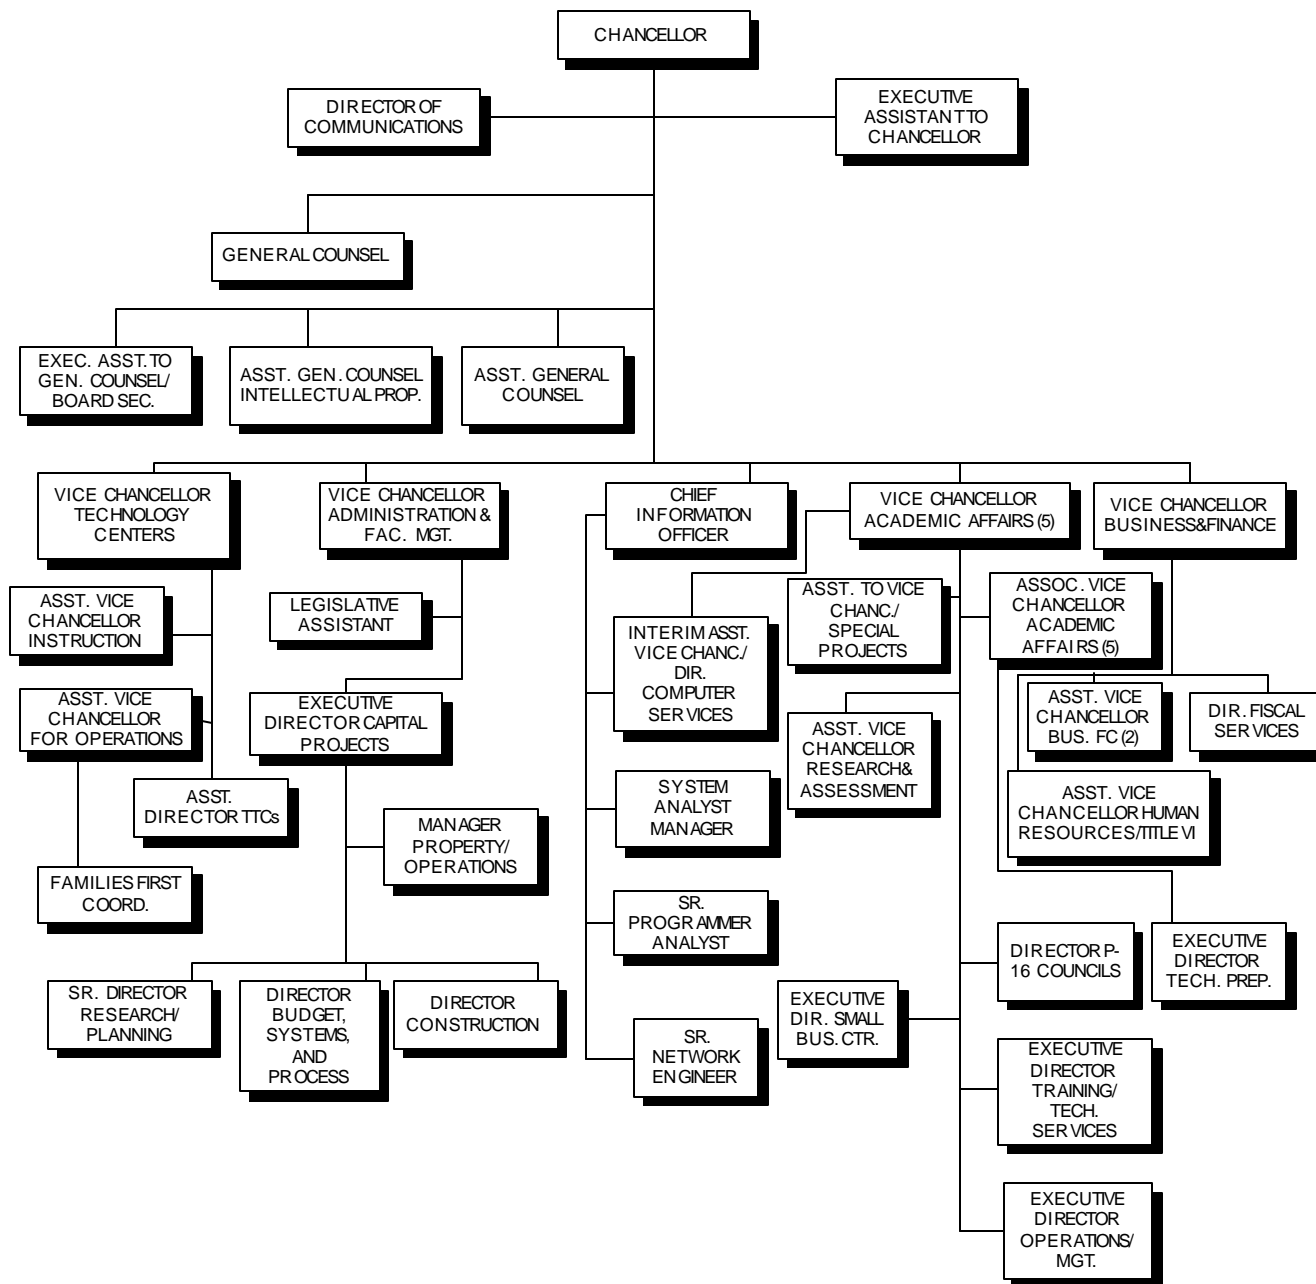 CHANCELLOR
DIRECTOR OF
COMMUNICATIONS
EXECUTIVE
ASSISTANT TO
CHANCELLOR
GENERAL COUNSEL
EXEC. ASST. TO
GEN. COUNSEL/
BOARD SEC.
ASST. GEN. COUNSEL
INTELLECTUAL PROP.
ASST. GENERAL
COUNSEL
VICE CHANCELLOR
TECHNOLOGY
CENTERS
VICE CHANCELLOR
ADMINISTRATION &
FAC. MGT.
CHIEF
INFORMATION
OFFICER
VICE CHANCELLOR
ACADEMIC AFFAIRS (5)
VICE CHANCELLOR
BUSINESS & FINANCE
ASST. VICE
CHANCELLOR
INSTRUCTION
LEGISLATIVE
ASSISTANT
INTERIM ASST.
VICE CHANC./
DIR.
COMPUTER
SERVICES
ASST. TO VICE
CHANC./
SPECIAL
PROJECTS
ASSOC. VICE
CHANCELLOR
ACADEMIC
AFFAIRS (5)
ASST. VICE
CHANCELLOR
FOR OPERATIONS
EXECUTIVE
DIRECTOR CAPITAL
PROJECTS
ASST. VICE
CHANCELLOR
RESEARCH &
ASSESSMENT
ASST. VICE
CHANCELLOR
BUS. FC (2)
DIR. FISCAL
SERVICES
ASST.
DIRECTOR TTCs
SYSTEM
ANALYST
MANAGER
ASST. VICE
CHANCELLOR HUMAN
RESOURCES/TITLE VI
MANAGER
PROPERTY/
OPERATIONS
FAMILIES FIRST
COORD.
SR.
PROGRAMMER
ANALYST
DIRECTOR P-
16 COUNCILS
EXECUTIVE
DIRECTOR
TECH. PREP.
SR. DIRECTOR
RESEARCH/
PLANNING
DIRECTOR
BUDGET,
SYSTEMS,
AND
PROCESS
DIRECTOR
CONSTRUCTION
EXECUTIVE
DIR. SMALL
BUS. CTR.
SR.
NETWORK
ENGINEER
EXECUTIVE
DIRECTOR
TRAINING/
TECH.
SERVICES
EXECUTIVE
DIRECTOR
OPERATIONS/
MGT.